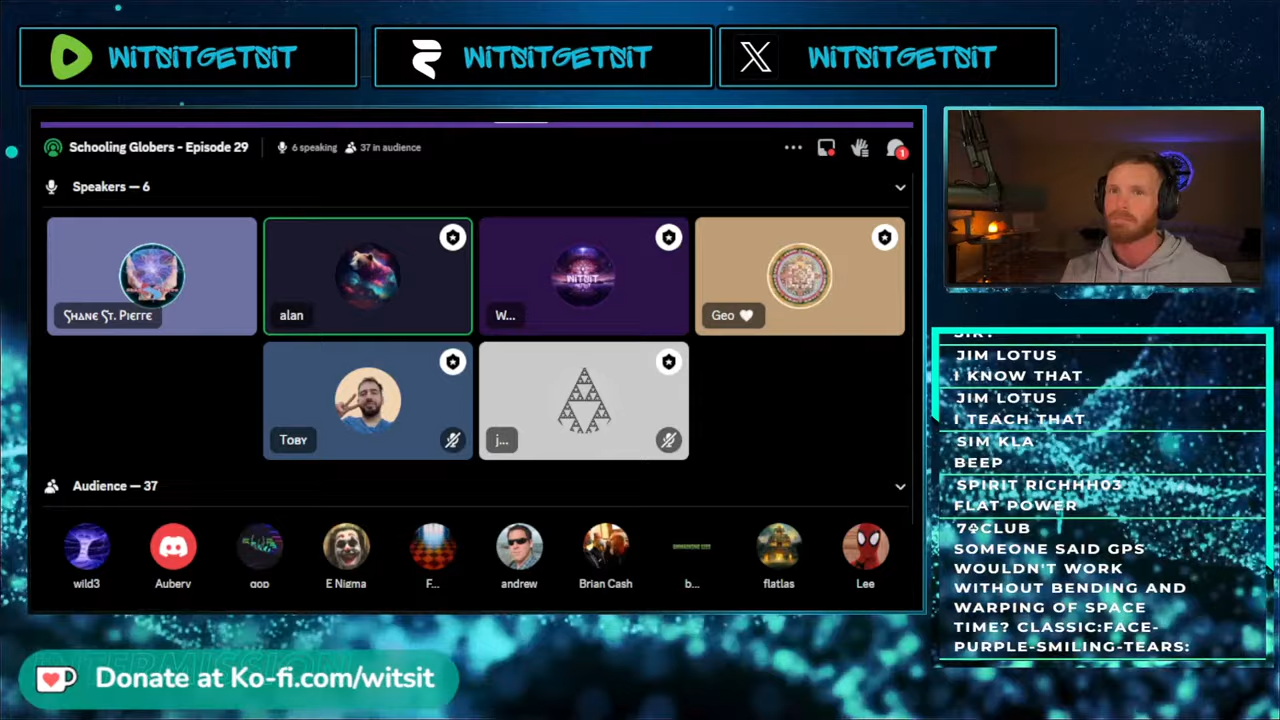 WiTSiTGETSiT
WiTSiTGETSiT
WiTSiTGETSiT
Schooling Globers - Episode 29
6 speaking
37 in audience
1
Speakers — 6
Shane St. Pierre
alan
WITSIT
W...
Geo
Toby
j...
Audience — 37
wild3
Aubery
E Nigma
F...
andrew
Brian Cash
b...
flatlas
Lee
Donate at Ko-fi.com/witsit
JIM LOTUS
I KNOW THAT
JIM LOTUS
I TEACH THAT
SIM KLA
BEEP
SPIRIT RICHHH03
FLAT POWER
7♧CLUB
SOMEONE SAID GPS
WOULDN'T WORK
WITHOUT BENDING AND
WARPING OF SPACE
TIME? CLASSIC:FACE-
PURPLE-SMILING-TEARS: